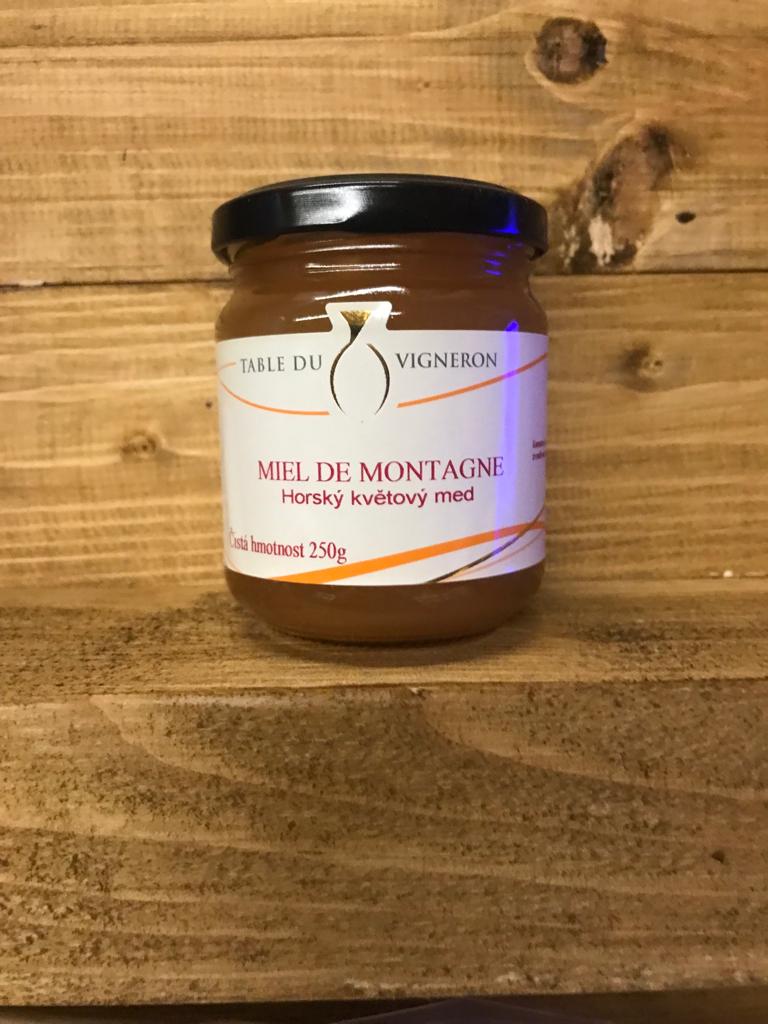 TABLE DU VIGNERON
MIEL DE MONTAGNE
Horský květový med
Čistá hmotnost 250g